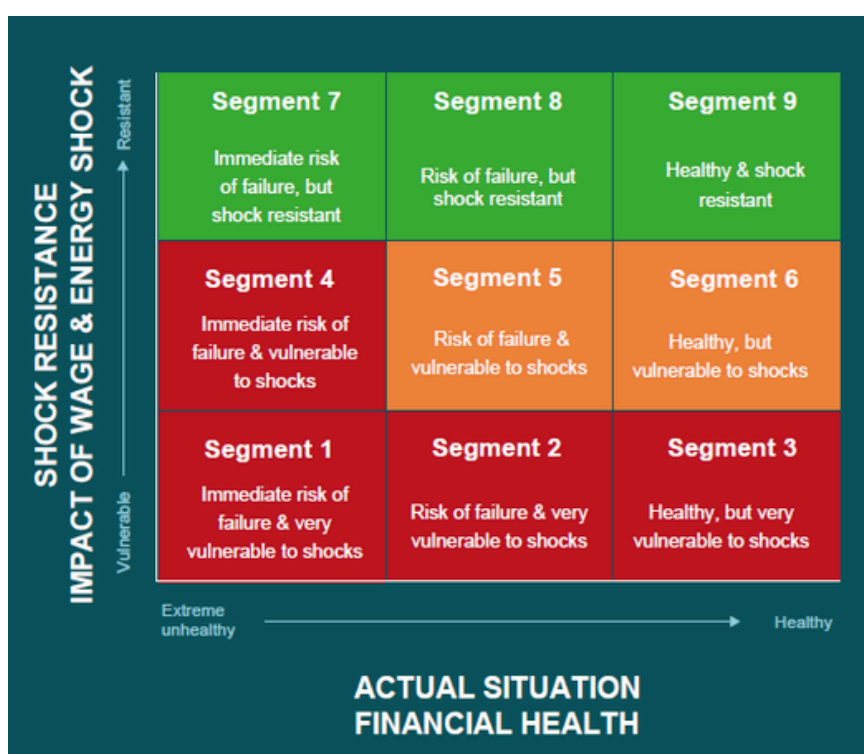 SHOCK RESISTANCE
IMPACT OF WAGE & ENERGY SHOCK
Resistant
Vulnerable
Segment 7
Immediate risk
of failure, but
shock resistant
Segment 8
Risk of failure, but
shock resistant
Segment 9
Healthy & shock
resistant
Segment 4
Immediate risk of
failure & vulnerable
to shocks
Segment 5
Risk of failure &
vulnerable to shocks
Segment 6
Healthy, but
vulnerable to shocks
Segment 1
Immediate risk of
failure & very
vulnerable to shocks
Segment 2
Risk of failure & very
vulnerable to shocks
Segment 3
Healthy, but very
vulnerable to shocks
Extreme
unhealthy
Healthy
ACTUAL SITUATION
FINANCIAL HEALTH